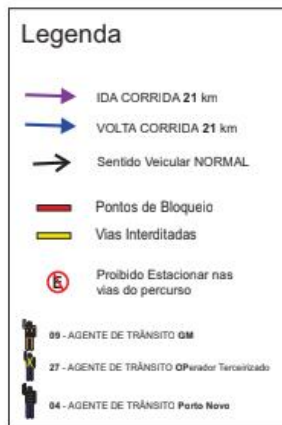 Legenda
IDA CORRIDA 21 km
VOLTA CORRIDA 21 km
Sentido Veicular NORMAL
Pontos de Bloqueio
Vias Interditadas
E
Proibido Estacionar nas
vias do percurso
09 - AGENTE DE TRÂNSITO GM
27 - AGENTE DE TRÂNSITO OPerador Terceirizado
04 - AGENTE DE TRÂNSITO Porto Novo